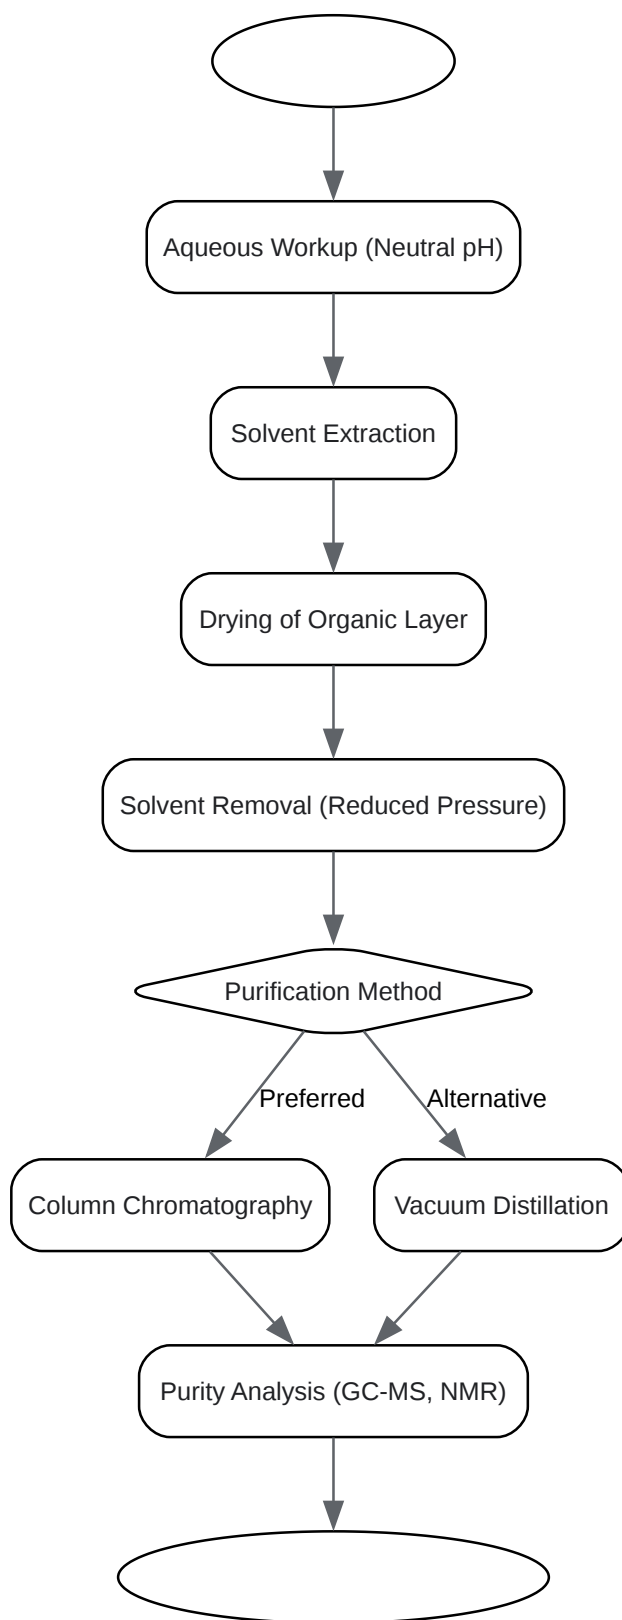 Aqueous Workup (Neutral pH)
Solvent Extraction
Drying of Organic Layer
Solvent Removal (Reduced Pressure)
Purification Method
Preferred
Alternative
Column Chromatography
Vacuum Distillation
Purity Analysis (GC-MS, NMR)